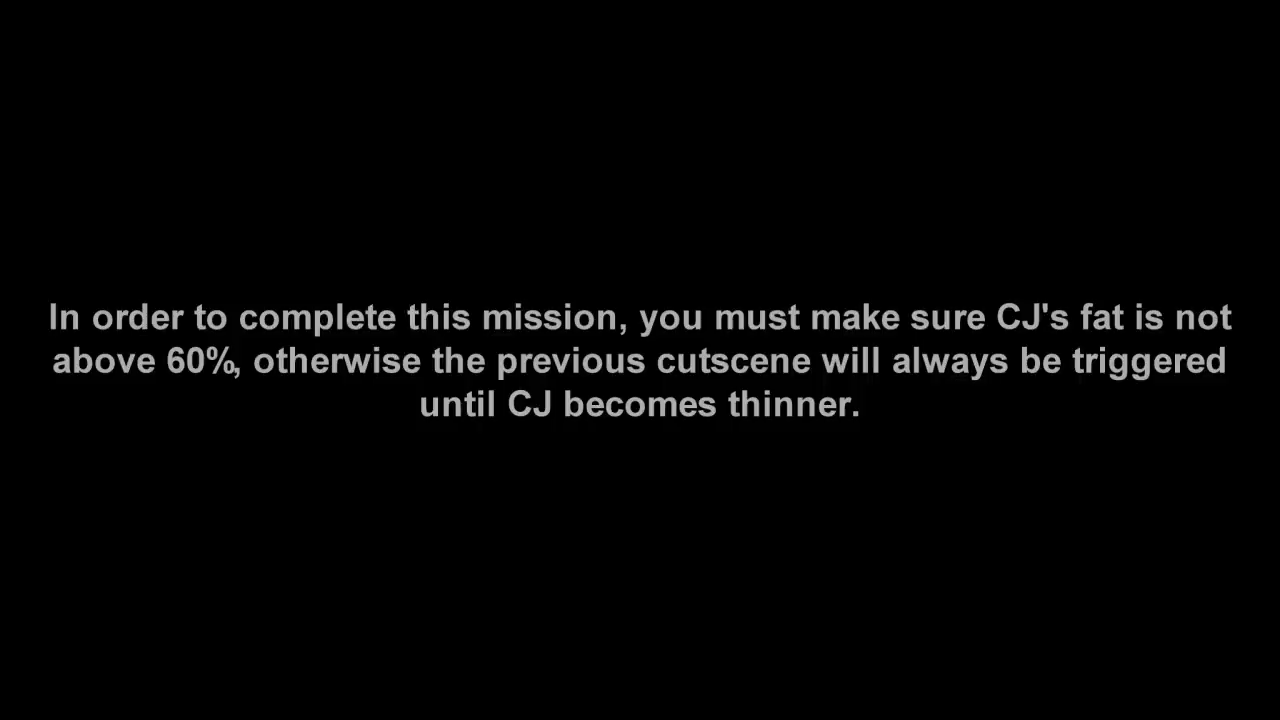 In order to complete this mission, you must make sure CJ's fat is not
above 60%, otherwise the previous cutscene will always be triggered
until CJ becomes thinner.